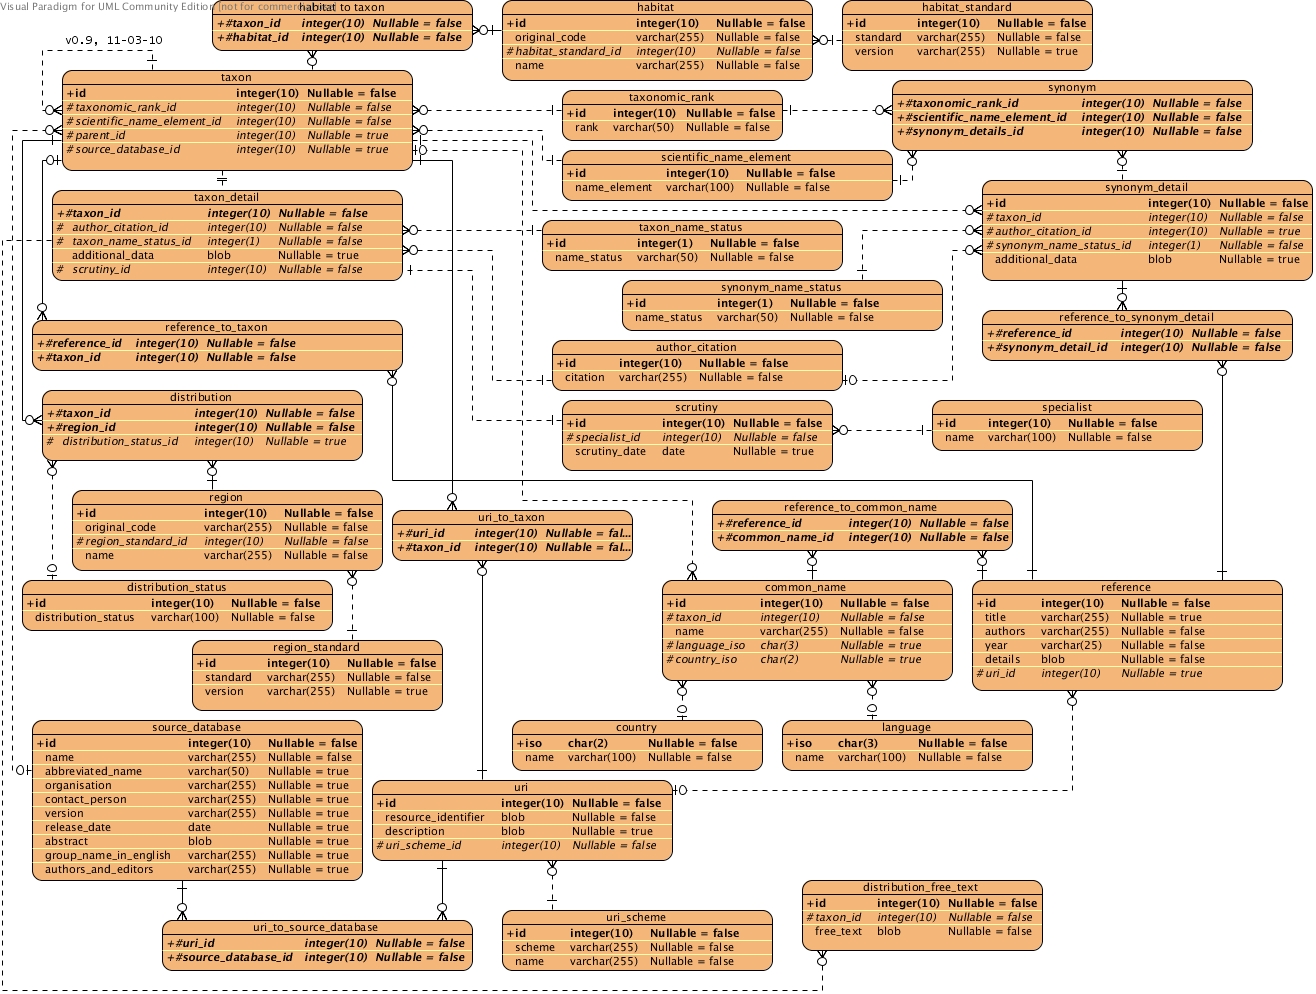 Visual Paradigm for UML Community Edition [not for commercial use]
habitat to taxon
+#taxon_id integer(10) Nullable = false
+#habitat_id integer(10) Nullable = false
habitat
+id integer(10) Nullable = false
original_code varchar(255) Nullable = false
#habitat_standard_id integer(10) Nullable = false
name varchar(255) Nullable = false
habitat_standard
+id integer(10) Nullable = false
standard varchar(255) Nullable = false
version varchar(255) Nullable = true
v0.9, 11-03-10
taxon
+id integer(10) Nullable = false
#taxonomic_rank_id integer(10) Nullable = false
#scientific_name_element_id integer(10) Nullable = false
#parent_id integer(10) Nullable = true
#source_database_id integer(10) Nullable = true
taxonomic_rank
+id integer(10) Nullable = false
rank varchar(50) Nullable = false
synonym
+#taxonomic_rank_id integer(10) Nullable = false
+#scientific_name_element_id integer(10) Nullable = false
+#synonym_details_id integer(10) Nullable = false
scientific_name_element
+id integer(10) Nullable = false
name_element varchar(100) Nullable = false
taxon_detail
+#taxon_id integer(10) Nullable = false
# author_citation_id integer(10) Nullable = false
# taxon_name_status_id integer(1) Nullable = false
additional_data blob Nullable = true
# scrutiny_id integer(10) Nullable = false
synonym_detail
+id integer(10) Nullable = false
#taxon_id integer(10) Nullable = false
#author_citation_id integer(10) Nullable = true
#synonym_name_status_id integer(1) Nullable = false
additional_data blob Nullable = true
taxon_name_status
+id integer(1) Nullable = false
name_status varchar(50) Nullable = false
synonym_name_status
+id integer(1) Nullable = false
name_status varchar(50) Nullable = false
reference_to_taxon
+#reference_id integer(10) Nullable = false
+#taxon_id integer(10) Nullable = false
reference_to_synonym_detail
+#reference_id integer(10) Nullable = false
+#synonym_detail_id integer(10) Nullable = false
author_citation
+id integer(10) Nullable = false
citation varchar(255) Nullable = false
distribution
+#taxon_id integer(10) Nullable = false
+#region_id integer(10) Nullable = false
# distribution_status_id integer(10) Nullable = true
scrutiny
+id integer(10) Nullable = false
#specialist_id integer(10) Nullable = false
scrutiny_date date Nullable = true
specialist
+id integer(10) Nullable = false
name varchar(100) Nullable = false
region
+id integer(10) Nullable = false
original_code varchar(255) Nullable = false
#region_standard_id integer(10) Nullable = false
name varchar(255) Nullable = false
uri_to_taxon
+#uri_id integer(10) Nullable = fal...
+#taxon_id integer(10) Nullable = fal...
reference_to_common_name
+#reference_id integer(10) Nullable = false
+#common_name_id integer(10) Nullable = false
distribution_status
+id integer(10) Nullable = false
distribution_status varchar(100) Nullable = false
common_name
+id integer(10) Nullable = false
#taxon_id integer(10) Nullable = false
name varchar(255) Nullable = false
#language_iso char(3) Nullable = true
#country_iso char(2) Nullable = true
reference
+id integer(10) Nullable = false
title varchar(255) Nullable = true
authors varchar(255) Nullable = false
year varchar(25) Nullable = false
details blob Nullable = false
#uri_id integer(10) Nullable = true
region_standard
+id integer(10) Nullable = false
standard varchar(255) Nullable = false
version varchar(255) Nullable = true
source_database
+id integer(10) Nullable = false
name varchar(255) Nullable = false
abbreviated_name varchar(50) Nullable = true
organisation varchar(255) Nullable = true
contact_person varchar(255) Nullable = true
version varchar(255) Nullable = true
release_date date Nullable = true
abstract blob Nullable = true
group_name_in_english varchar(255) Nullable = true
authors_and_editors varchar(255) Nullable = true
country
+iso char(2) Nullable = false
name varchar(100) Nullable = false
language
+iso char(3) Nullable = false
name varchar(100) Nullable = false
uri
+id integer(10) Nullable = false
resource_identifier blob Nullable = false
description blob Nullable = true
#uri_scheme_id integer(10) Nullable = false
uri_to_source_database
+#uri_id integer(10) Nullable = false
+#source_database_id integer(10) Nullable = false
uri_scheme
+id integer(10) Nullable = false
scheme varchar(255) Nullable = false
name varchar(255) Nullable = false
distribution_free_text
+id integer(10) Nullable = false
#taxon_id integer(10) Nullable = false
free_text blob Nullable = false